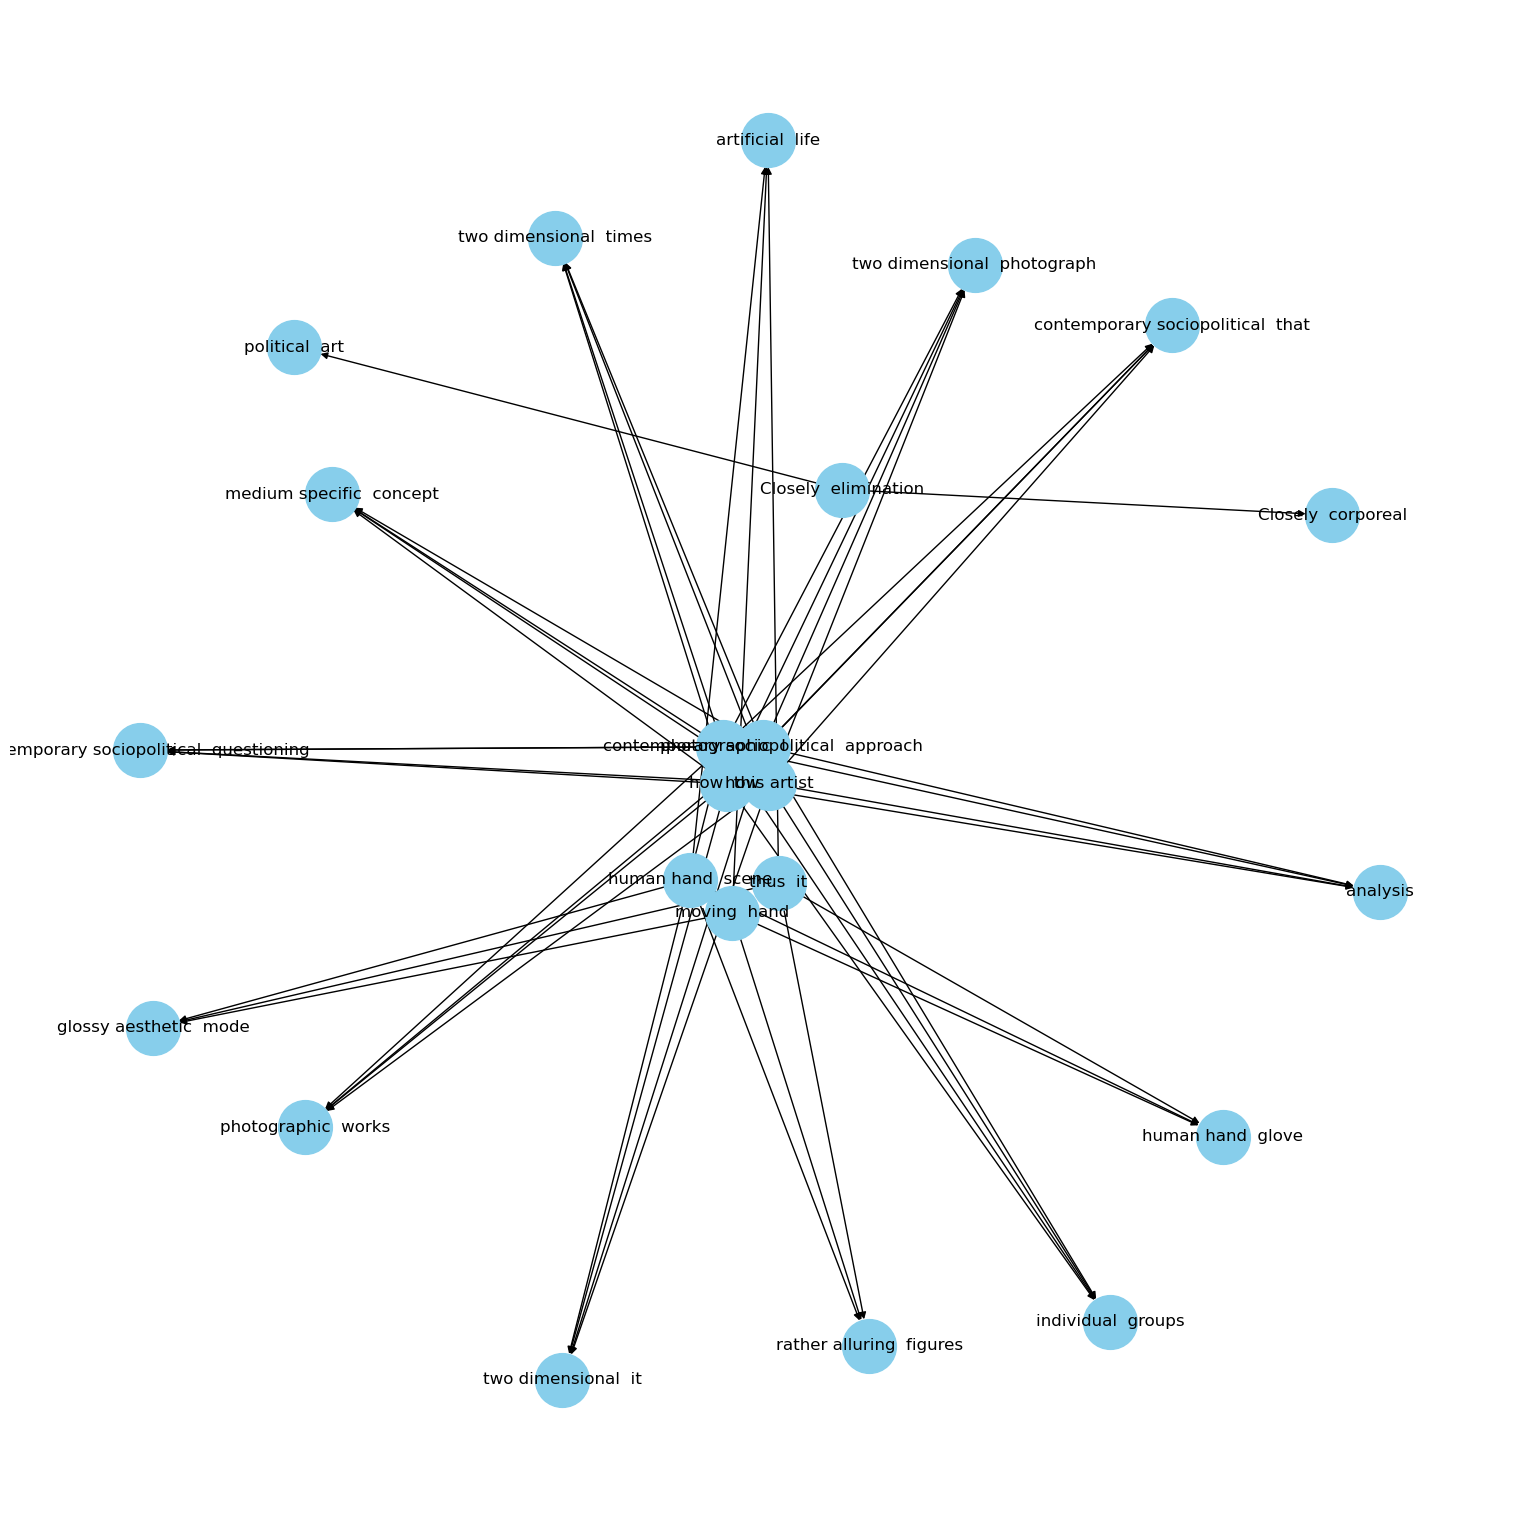 artificial life
two dimensional times
two dimensional photograph
contemporary sociopolitical that
political art
medium specific concept
Closely elimination
Closely corporeal
emporary sociopolitical questioning
contemporary sociopolitical approach
photographic
how
how
this artist
human hand scene
thus it
moving hand
analysis
glossy aesthetic mode
photographic works
human hand glove
individual groups
rather alluring figures
two dimensional it